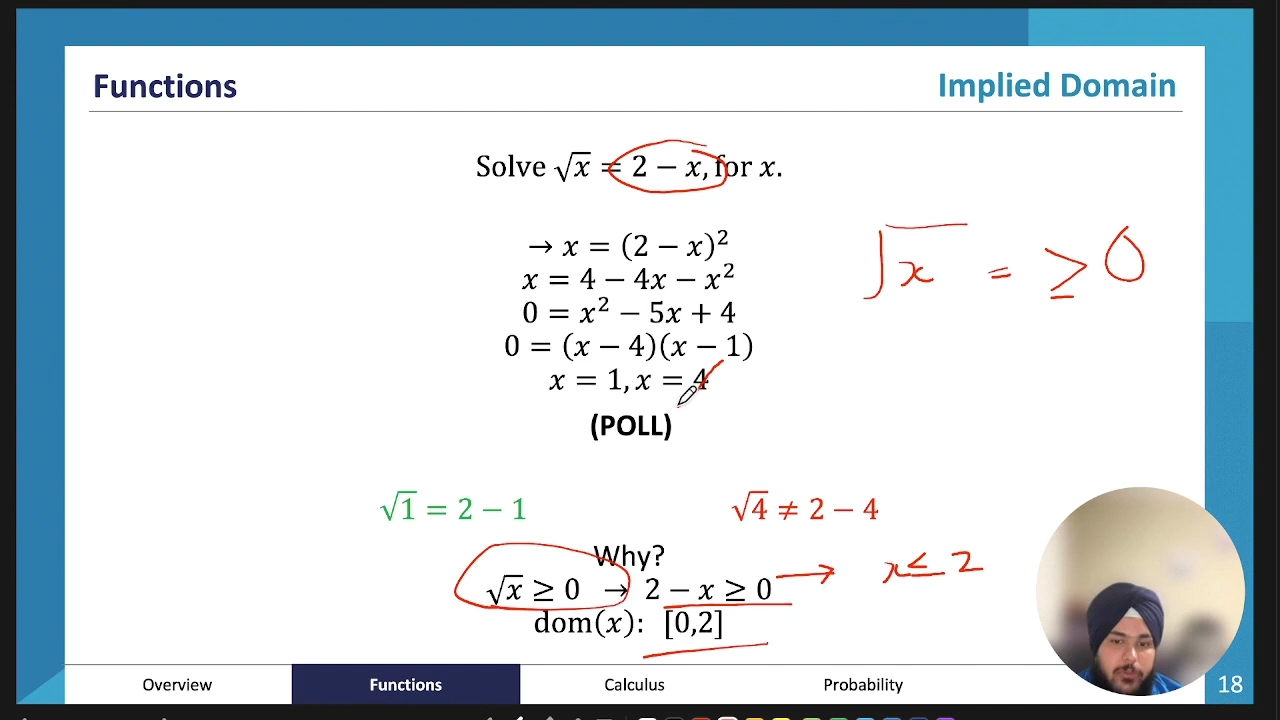 Functions
Implied Domain
Solve √x = 2 − x, for x.
→ x = (2 − x)²
x = 4 − 4x − x²
0 = x² − 5x + 4
0 = (x − 4)(x − 1)
x = 1, x = 4
(POLL)
√x = ≥ 0
√1 = 2 − 1
√4 ≠ 2 − 4
Why?
√x ≥ 0 → 2 − x ≥ 0 → x ≤ 2
dom(x): [0,2]
Overview
Functions
Calculus
Probability
18